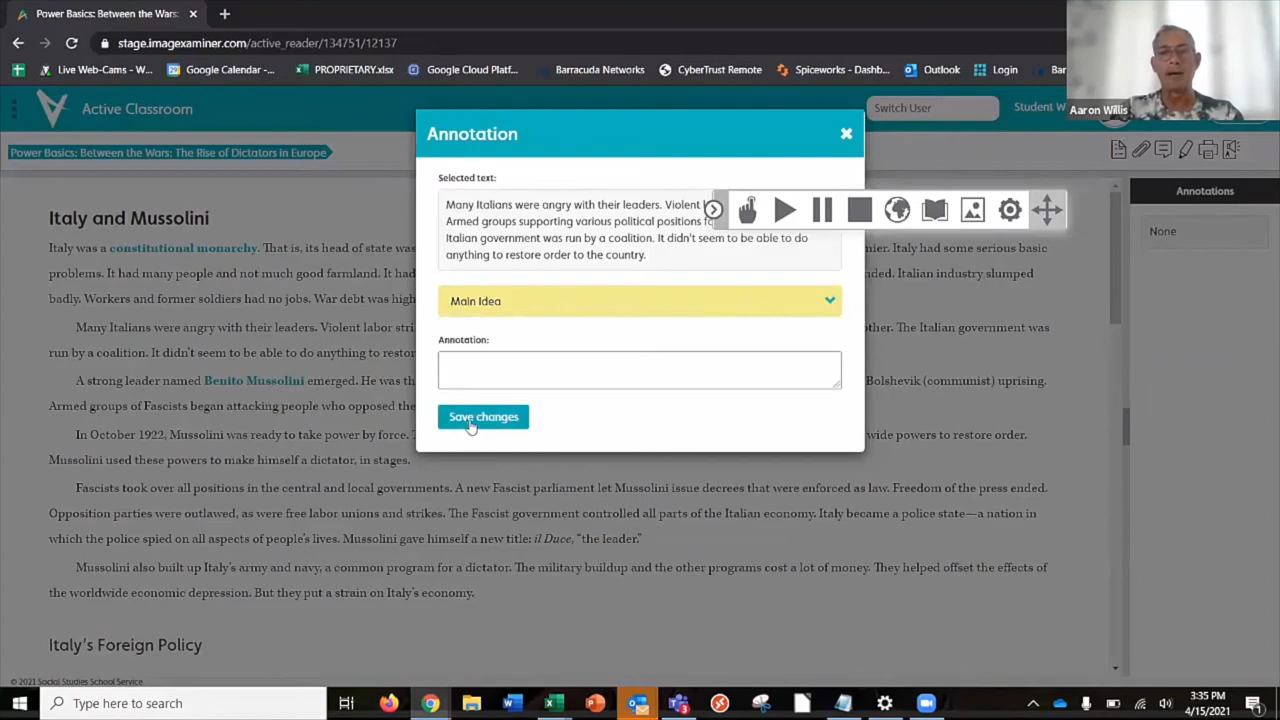 Power Basics: Between the Wars:
stage.imagexaminer.com/active_reader/134751/12137
Live Web-Cams - W...
Google Calendar -...
PROPRIETARY.xlsx
Google Cloud Platf...
Barracuda Networks
CyberTrust Remote
Spiceworks - Dashb...
Outlook
Login
Bar
Aaron Willis
Active Classroom
Switch User
Student W
Power Basics: Between the Wars: The Rise of Dictators in Europe
Annotation
Selected text:
Many Italians were angry with their leaders. Violent
Armed groups supporting various political positions
Italian government was run by a coalition. It didn't seem to be able to do
anything to restore order to the country.
Main Idea
Annotation:
Save changes
Annotations
None
Italy and Mussolini
Italy was a constitutional monarchy. That is, its head of state was
mier. Italy had some serious basic
problems. It had many people and not much good farmland. It had
nded. Italian industry slumped
badly. Workers and former soldiers had no jobs. War debt was high
Many Italians were angry with their leaders. Violent labor stri
other. The Italian government was
run by a coalition. It didn't seem to be able to do anything to restor
A strong leader named Benito Mussolini emerged. He was th
Bolshevik (communist) uprising.
Armed groups of Fascists began attacking people who opposed the
In October 1922, Mussolini was ready to take power by force. T
wide powers to restore order.
Mussolini used these powers to make himself a dictator, in stages.
Fascists took over all positions in the central and local governments. A new Fascist parliament let Mussolini issue decrees that were enforced as law. Freedom of the press ended.
Opposition parties were outlawed, as were free labor unions and strikes. The Fascist government controlled all parts of the Italian economy. Italy became a police state—a nation in
which the police spied on all aspects of people's lives. Mussolini gave himself a new title: il Duce, "the leader."
Mussolini also built up Italy's army and navy, a common program for a dictator. The military buildup and the other programs cost a lot of money. They helped offset the effects of
the worldwide economic depression. But they put a strain on Italy's economy.
Italy's Foreign Policy
© 2021 Social Studies School Service
Type here to search
3:35 PM
4/15/2021